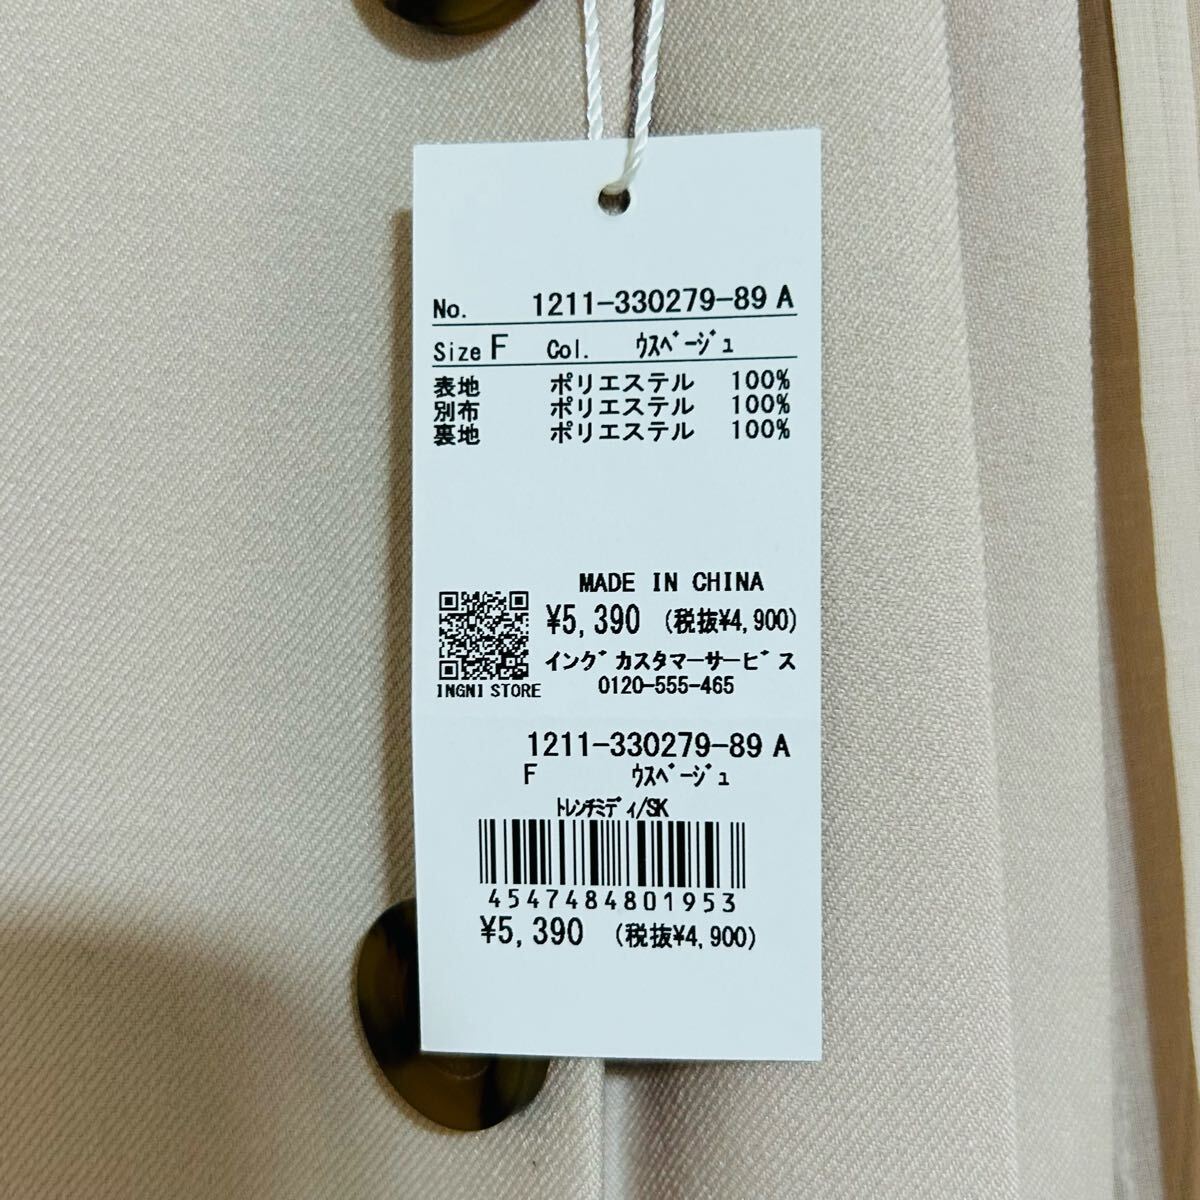 No. 1211-330279-89 A
Size F Col. ｳｽﾍﾞｰｼﾞｭ
表地 ポリエステル 100%
別布 ポリエステル 100%
裏地 ポリエステル 100%
MADE IN CHINA
¥5,390 (税抜¥4,900)
イングﾞカスタマーサービﾞス
0120-555-465
INGNI STORE
1211-330279-89 A
F ｳｽﾍﾞｰｼﾞｭ
ﾄﾚﾝﾁﾐﾃﾞｨ/SK
4547484801953
¥5,390 (税抜¥4,900)